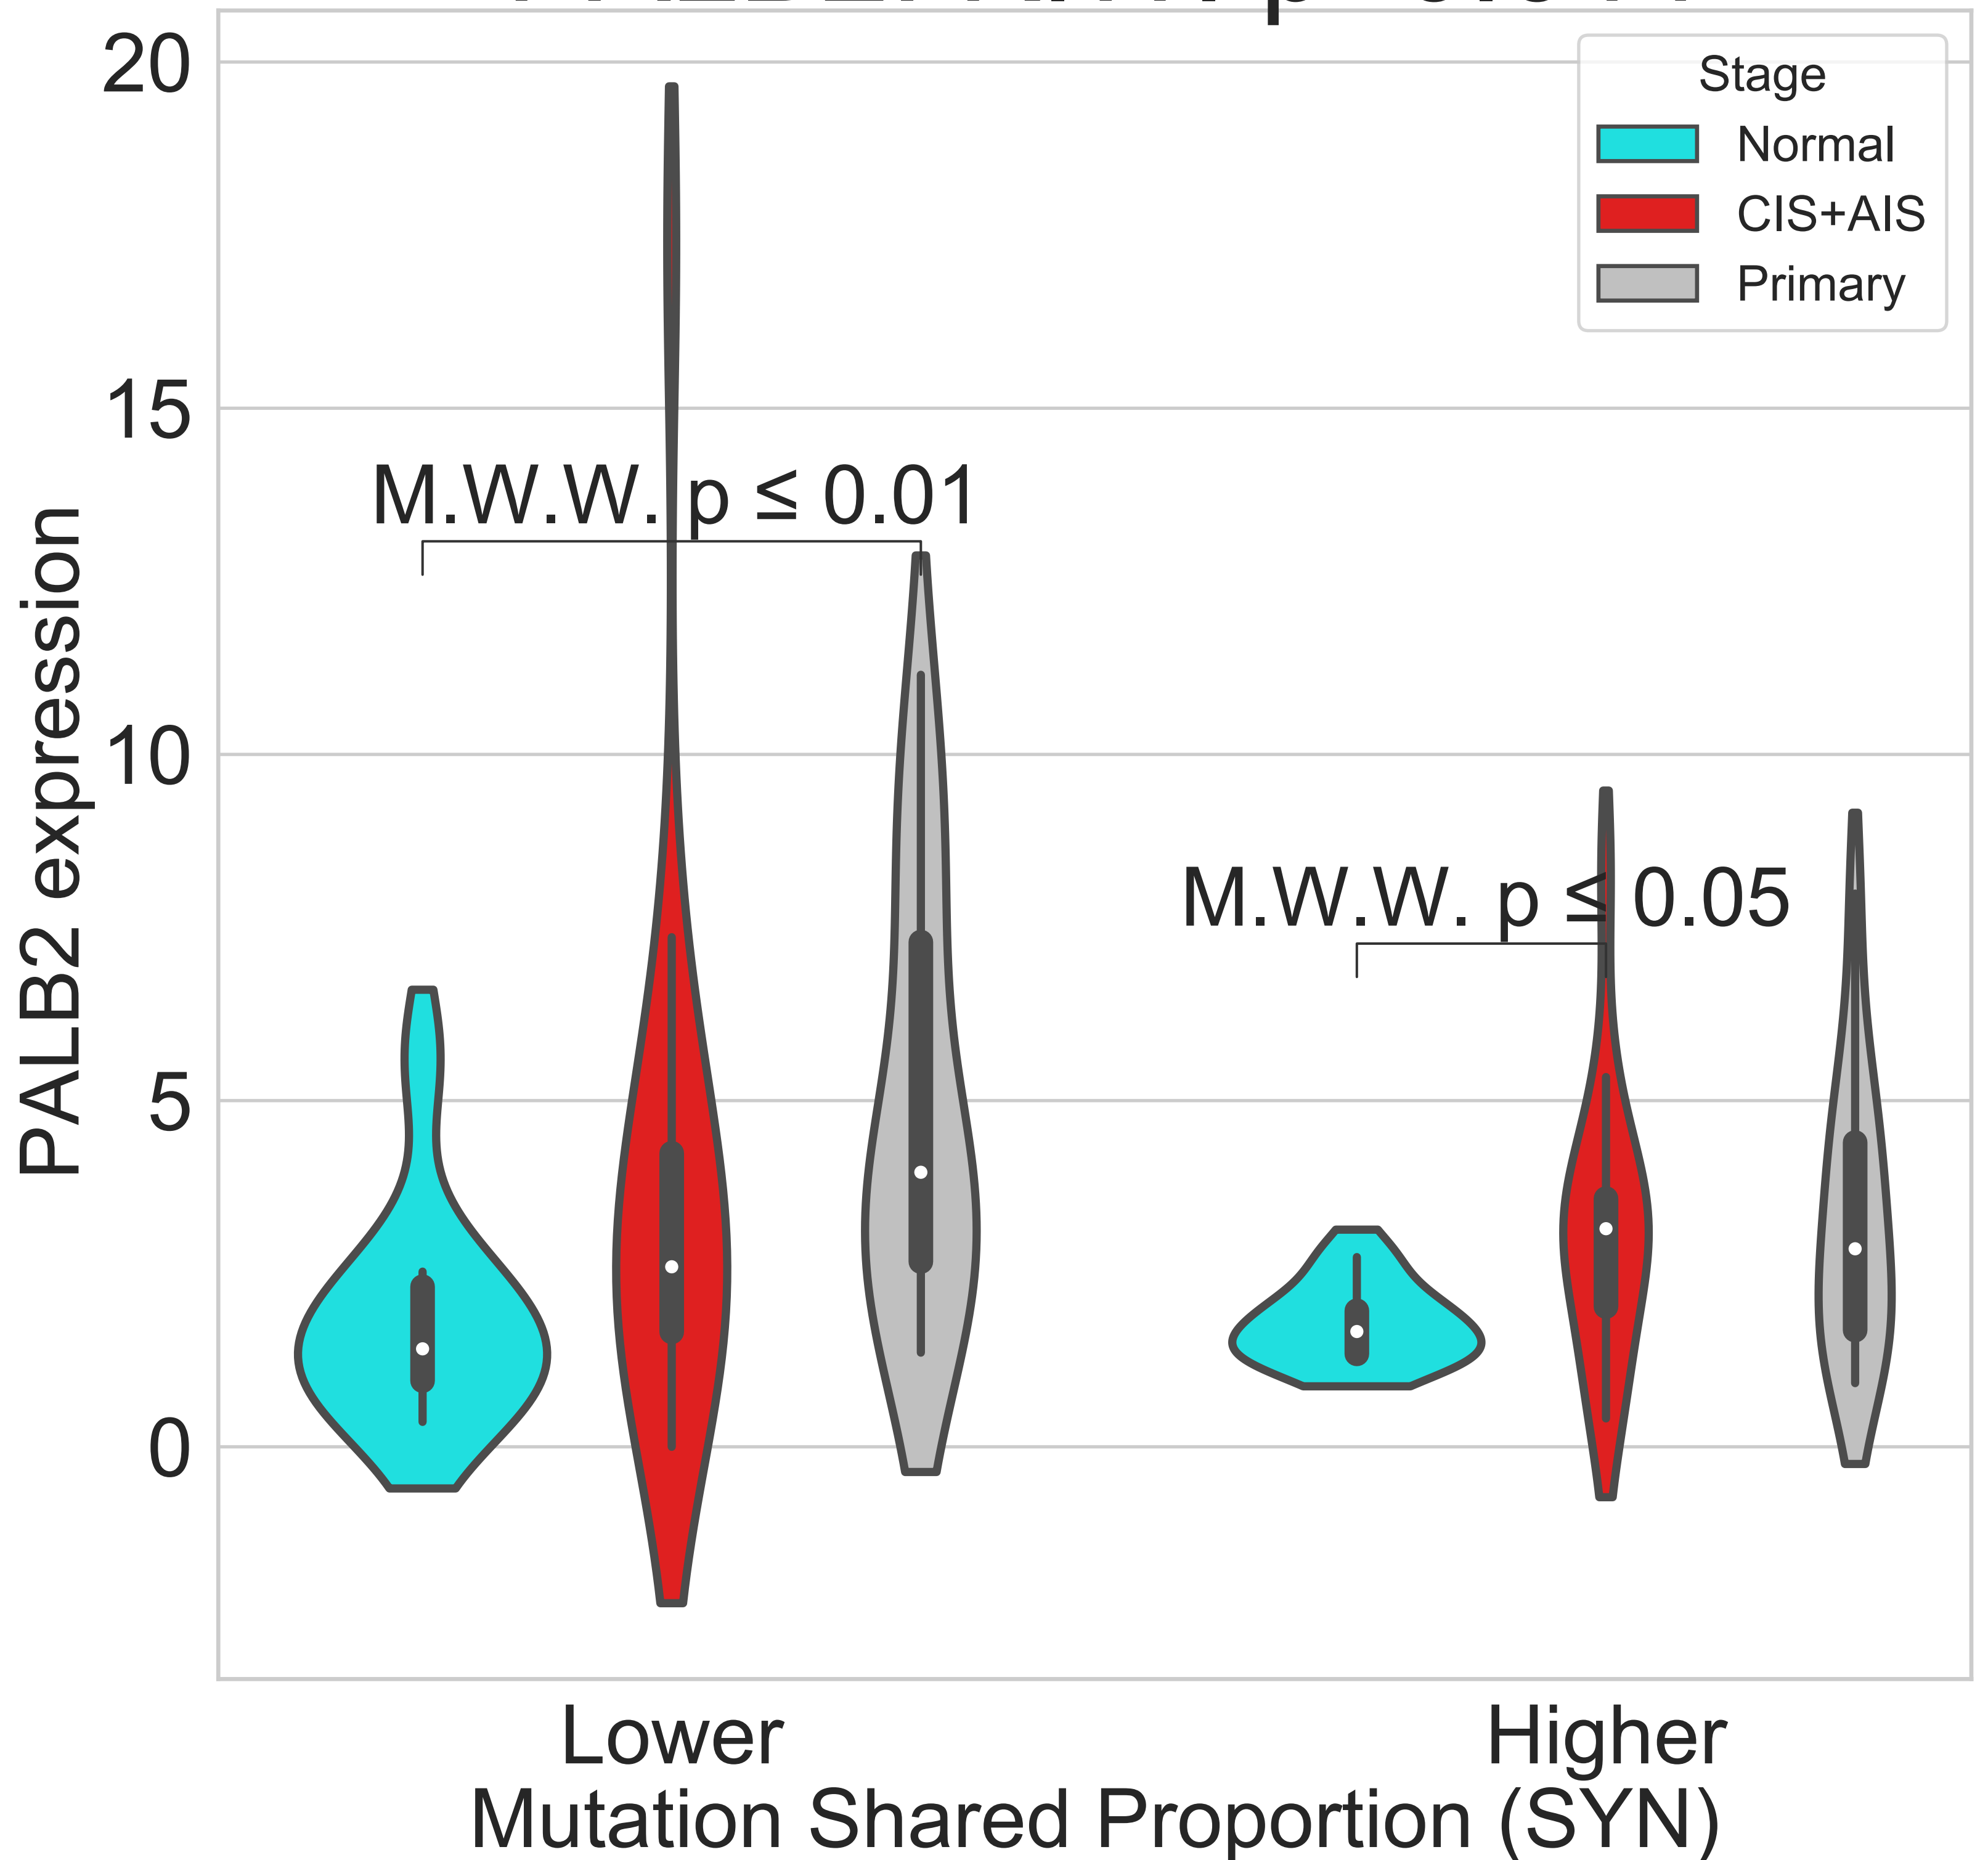 20
15
10
5
0
PALB2 expression
Stage
Normal
CIS+AIS
Primary
M.W.W. p ≤ 0.01
M.W.W. p ≤ 0.05
Lower
Higher
Mutation Shared Proportion (SYN)